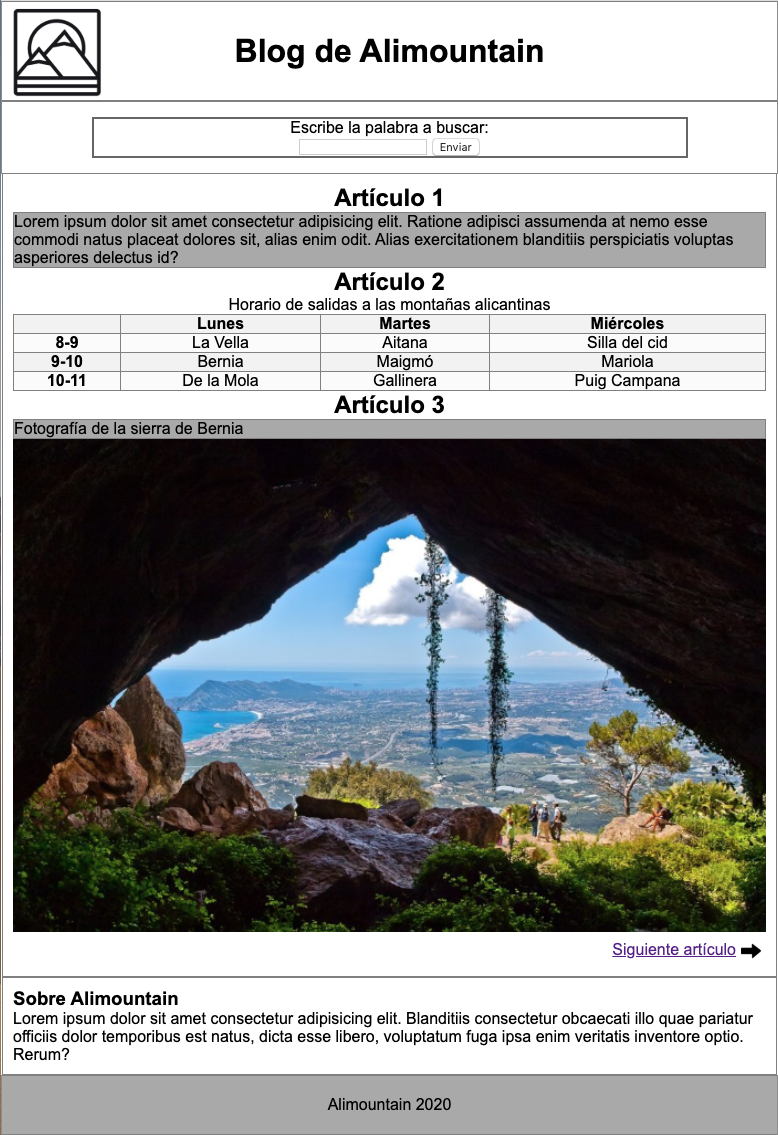 Blog de Alimountain
Escribe la palabra a buscar:
Enviar
Artículo 1
Lorem ipsum dolor sit amet consectetur adipisicing elit. Ratione adipisci assumenda at nemo esse
commodi natus placeat dolores sit, alias enim odit. Alias exercitationem blanditiis perspiciatis voluptas
asperiores delectus id?
Artículo 2
Horario de salidas a las montañas alicantinas
Lunes Martes Miércoles
8-9 La Vella Aitana Silla del cid
9-10 Bernia Maigmó Mariola
10-11 De la Mola Gallinera Puig Campana
Artículo 3
Fotografía de la sierra de Bernia
Siguiente artículo
Sobre Alimountain
Lorem ipsum dolor sit amet consectetur adipisicing elit. Blanditiis consectetur obcaecati illo quae pariatur
officiis dolor temporibus est natus, dicta esse libero, voluptatum fuga ipsa enim veritatis inventore optio.
Rerum?
Alimountain 2020